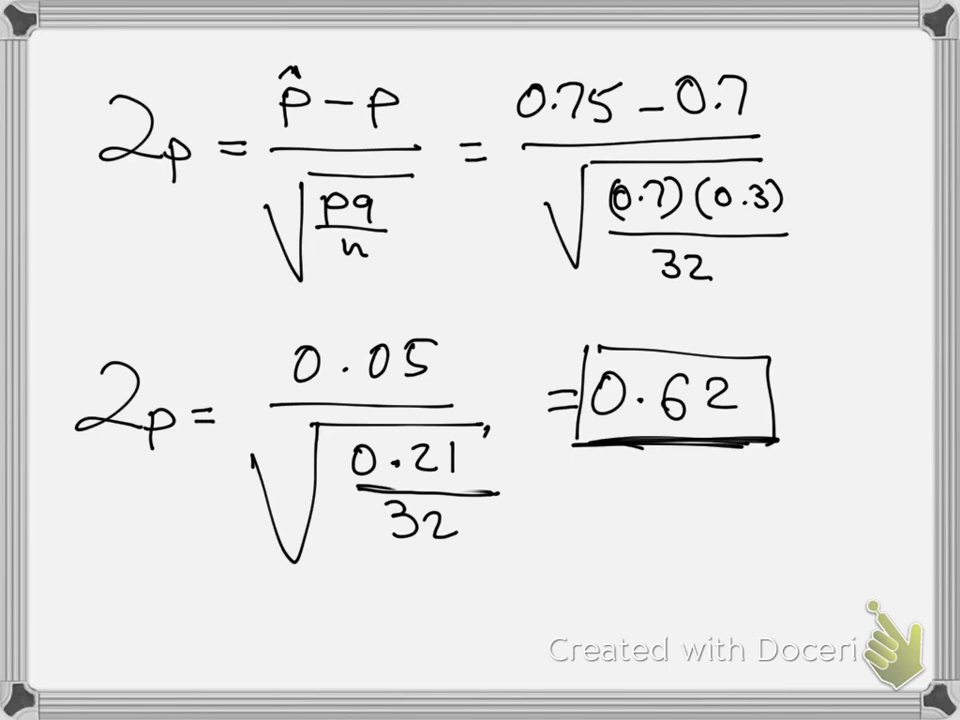 Zp = p̂ - p / √(pq / n) = 0.75 - 0.7 / √((0.7)(0.3) / 32)
Zp = 0.05 / √(0.21 / 32) = 0.62
Created with Doceri